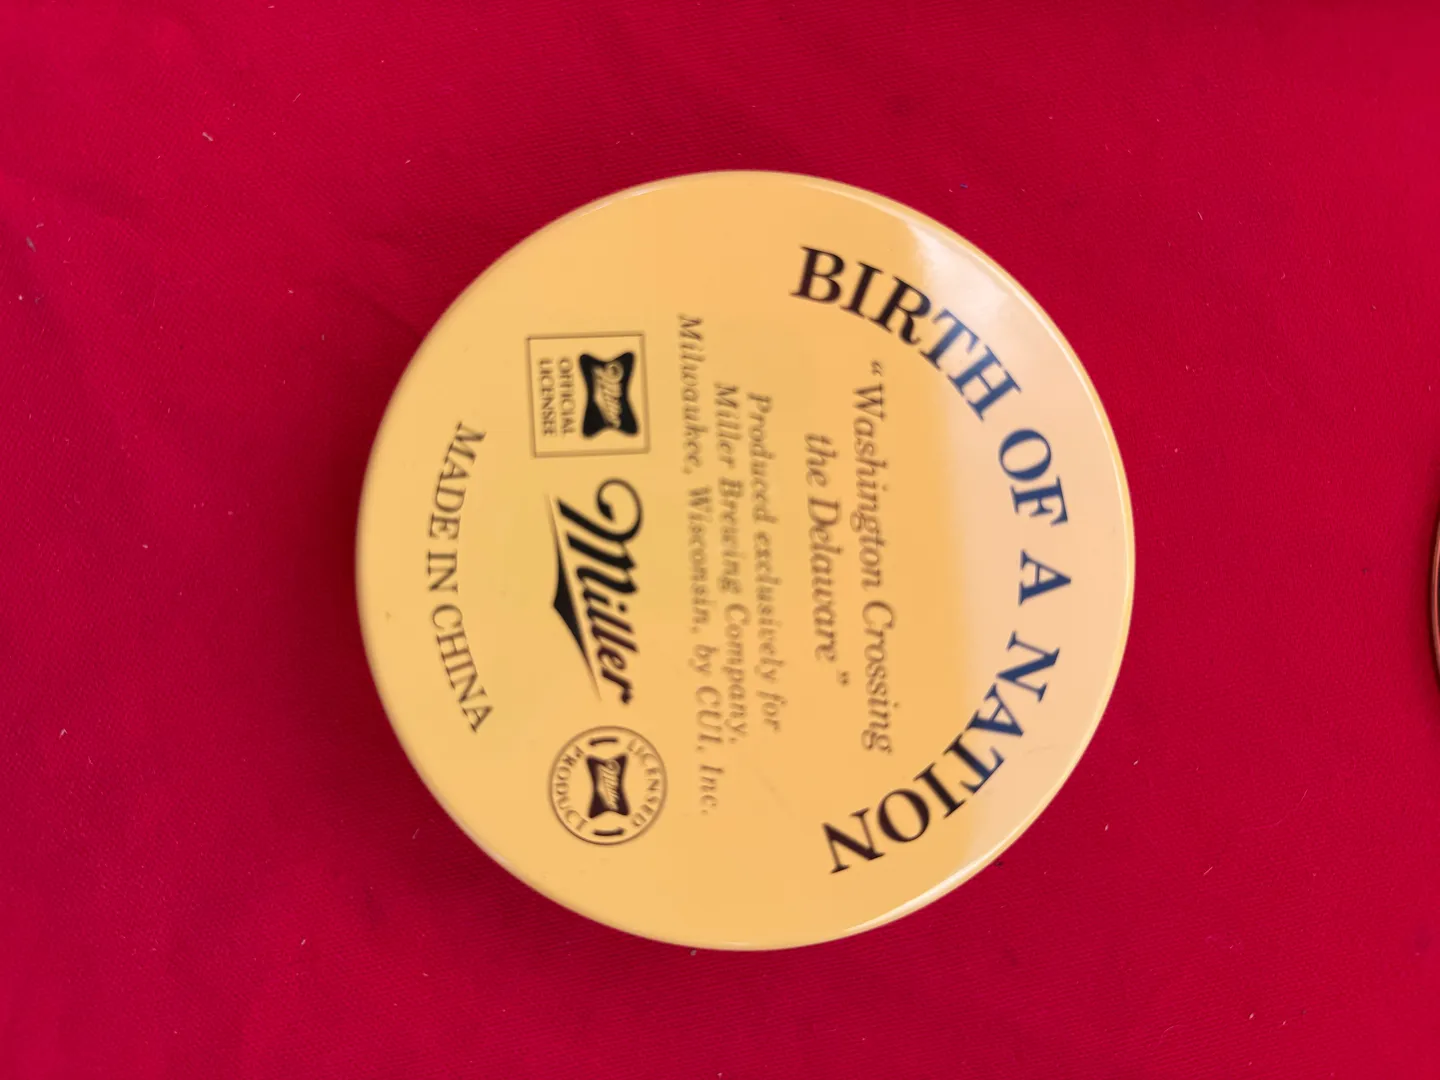 BIRTH OF A NATION
“Washington Crossing
the Delaware”
Produced exclusively for
Miller Brewing Company,
Milwaukee, Wisconsin, by CUI, Inc.
Miller
OFFICIAL
LICENSEE
Miller
LICENSED
Miller
PRODUCT
MADE IN CHINA